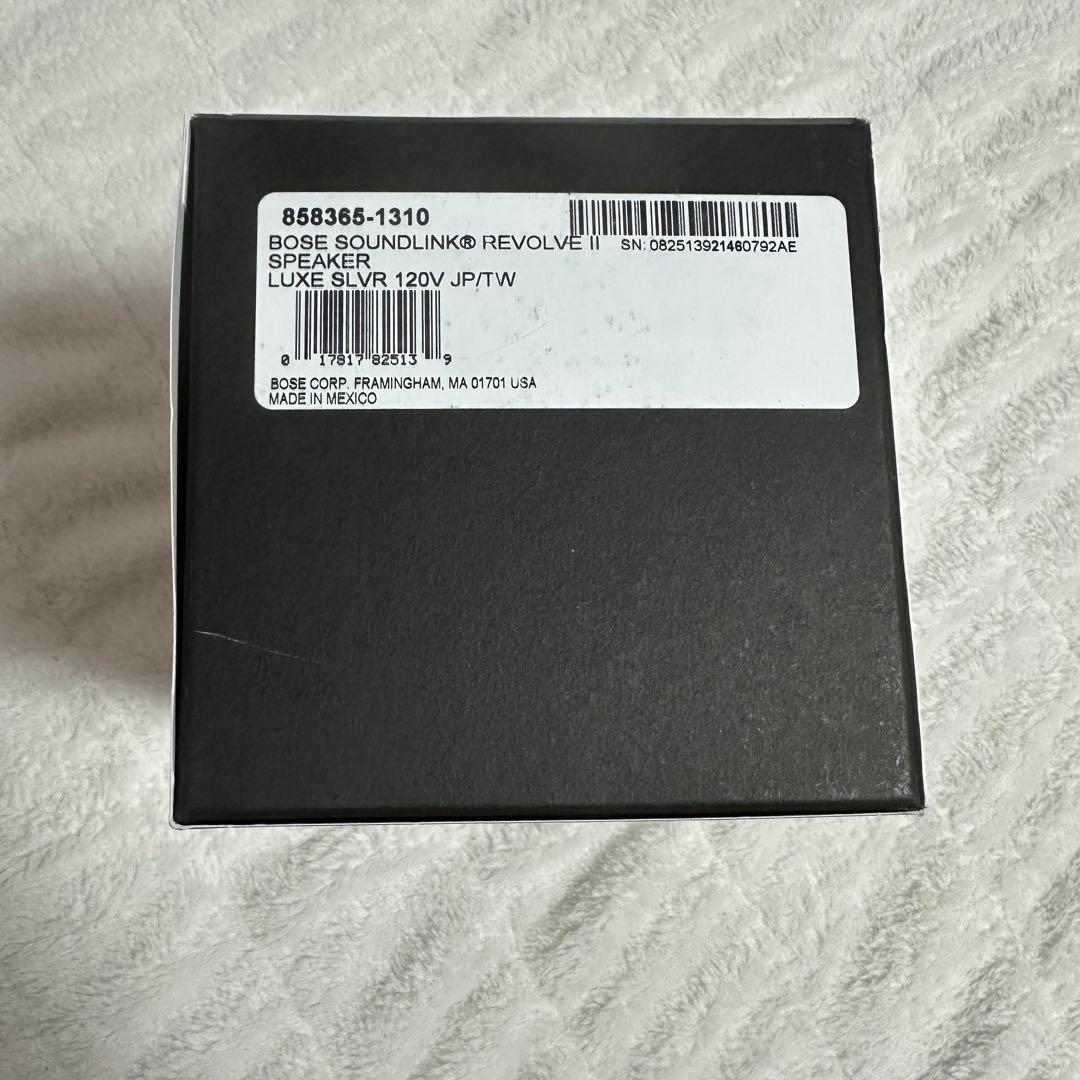 858365-1310
BOSE SOUNDLINK® REVOLVE II
SPEAKER
LUXE SLVR 120V JP/TW
SN: 082513921460792AE
0 17817 82513 9
BOSE CORP. FRAMINGHAM, MA 01701 USA
MADE IN MEXICO